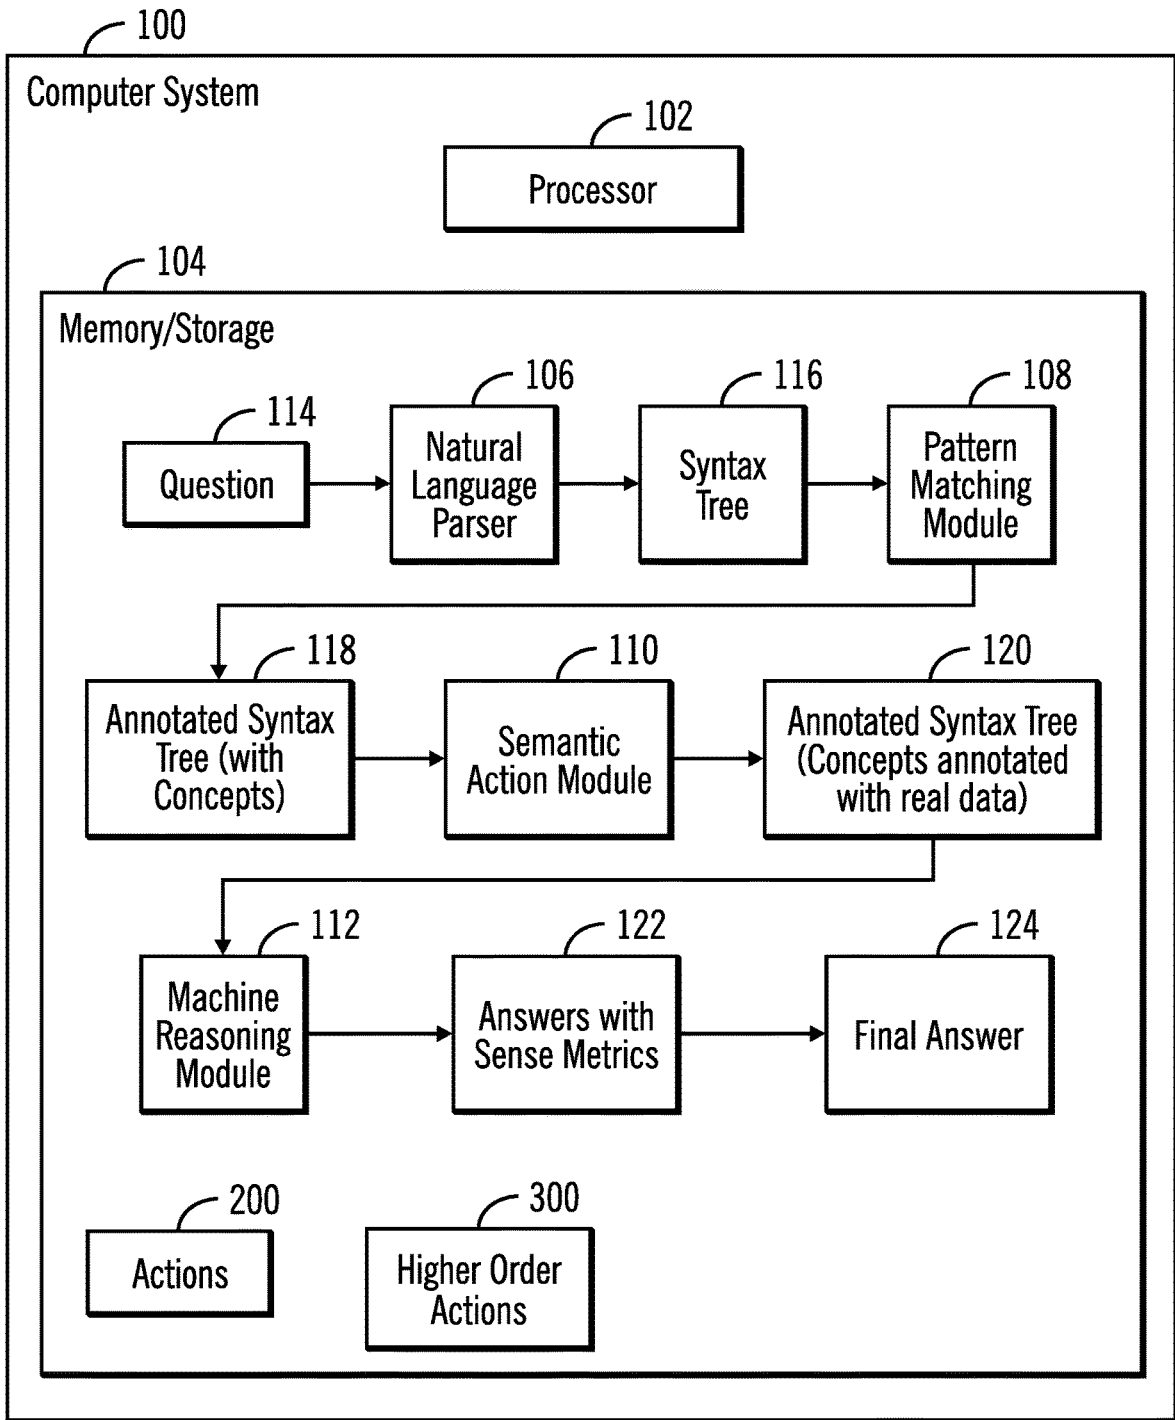 100
Computer System
102
Processor
104
Memory/Storage
114
Question
106
Natural
Language
Parser
116
Syntax
Tree
108
Pattern
Matching
Module
118
Annotated Syntax
Tree (with
Concepts)
110
Semantic
Action Module
120
Annotated Syntax Tree
(Concepts annotated
with real data)
112
Machine
Reasoning
Module
122
Answers with
Sense Metrics
124
Final Answer
200
Actions
300
Higher Order
Actions